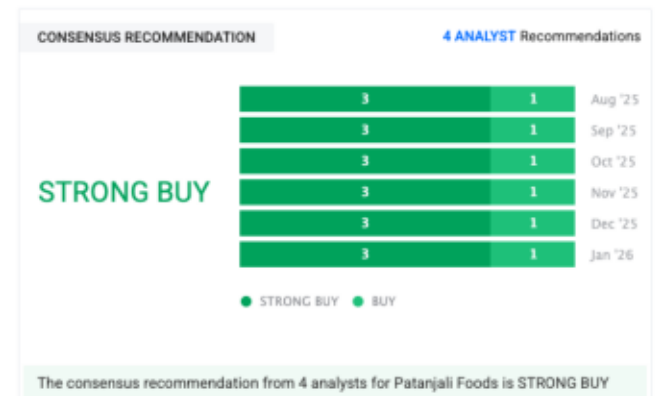 CONSENSUS RECOMMENDATION
4 ANALYST Recommendations
3 1 Aug '25
3 1 Sep '25
3 1 Oct '25
STRONG BUY
3 1 Nov '25
3 1 Dec '25
3 1 Jan '26
STRONG BUY BUY
The consensus recommendation from 4 analysts for Patanjali Foods is STRONG BUY